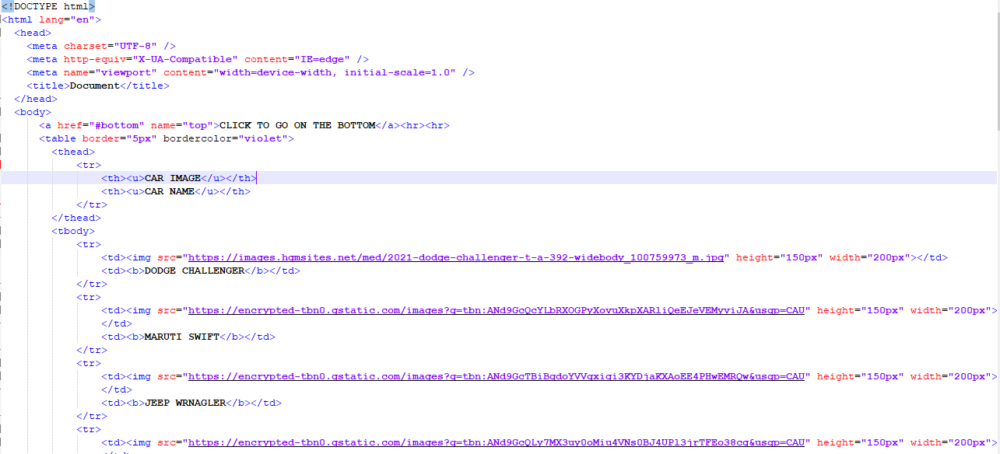 <!DOCTYPE html>
<html lang="en">
<head>
<meta charset="UTF-8" />
<meta http-equiv="X-UA-Compatible" content="IE=edge" />
<meta name="viewport" content="width=device-width, initial-scale=1.0" />
<title>Document</title>
</head>
<body>
<a href="#bottom" name="top">CLICK TO GO ON THE BOTTOM</a><hr><hr>
<table border="5px" bordercolor="violet">
<thead>
<tr>
<th><u>CAR IMAGE</u></th>
<th><u>CAR NAME</u></th>
</tr>
</thead>
<tbody>
<tr>
<td><img src="https://images.hgmsites.net/med/2021-dodge-challenger-t-a-392-widebody_100759973_m.jpg" height="150px" width="200px"></td>
<td><b>DODGE CHALLENGER</b></td>
</tr>
<tr>
<td><img src="https://encrypted-tbn0.gstatic.com/images?q=tbn:ANd9GcQcYLbRXOGPyXovuXkpXARliQeEJeVEMyviJA&usqp=CAU" height="150px" width="200px">
</td>
<td><b>MARUTI SWIFT</b></td>
</tr>
<tr>
<td><img src="https://encrypted-tbn0.gstatic.com/images?q=tbn:ANd9GcTBiBgdoYVVgxigi3KYDjaKXAoEE4PHwEMRQw&usqp=CAU" height="150px" width="200px">
</td>
<td><b>JEEP WRNAGLER</b></td>
</tr>
<tr>
<td><img src="https://encrypted-tbn0.gstatic.com/images?q=tbn:ANd9GcQLy7MX3uy0oMiu4VNs0BJ4UPl3jrTFEo38cg&usqp=CAU" height="150px" width="200px">